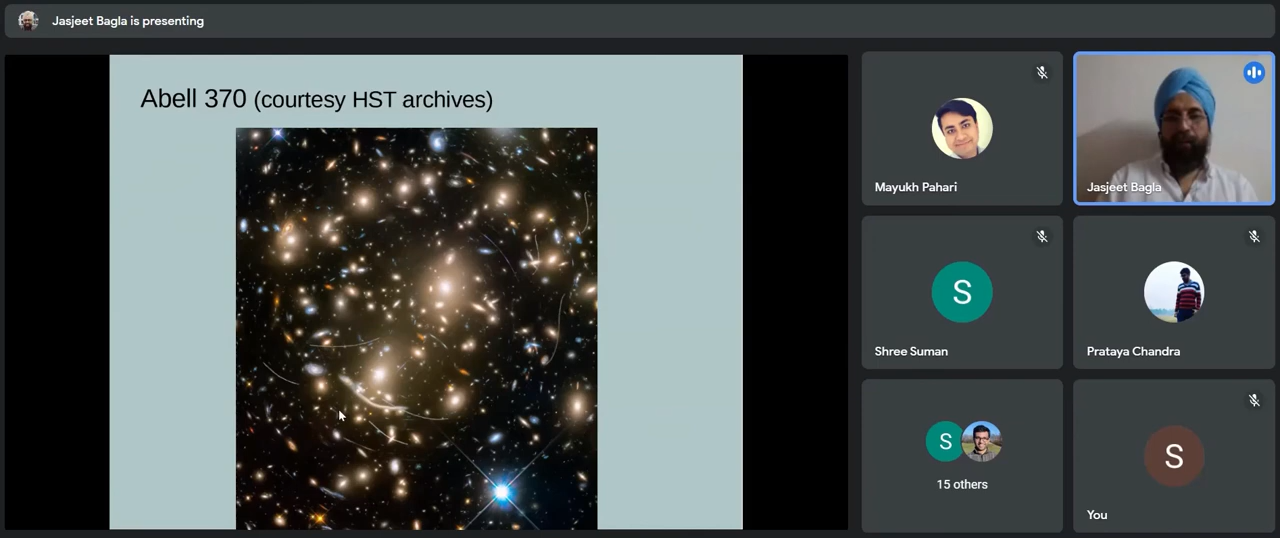 Jasjeet Bagla is presenting
Abell 370 (courtesy HST archives)
Mayukh Pahari
Jasjeet Bagla
S
Shree Suman
Prataya Chandra
S
15 others
S
You